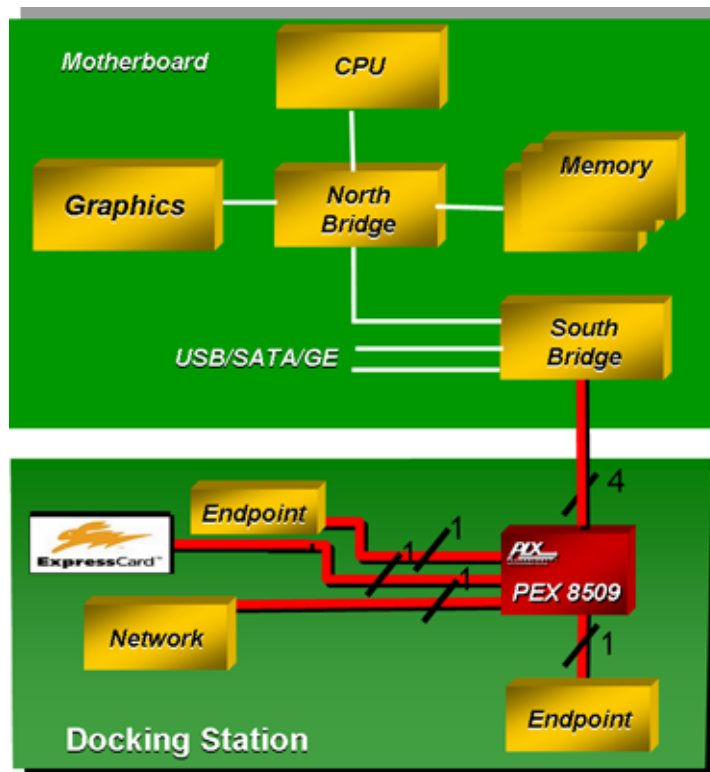 Motherboard
CPU
Graphics
North
Bridge
Memory
South
Bridge
USB/SATA/GE
4
Endpoint
1
1
ExpressCard™
PLX
PEX 8509
1
Network
1
Endpoint
Docking Station